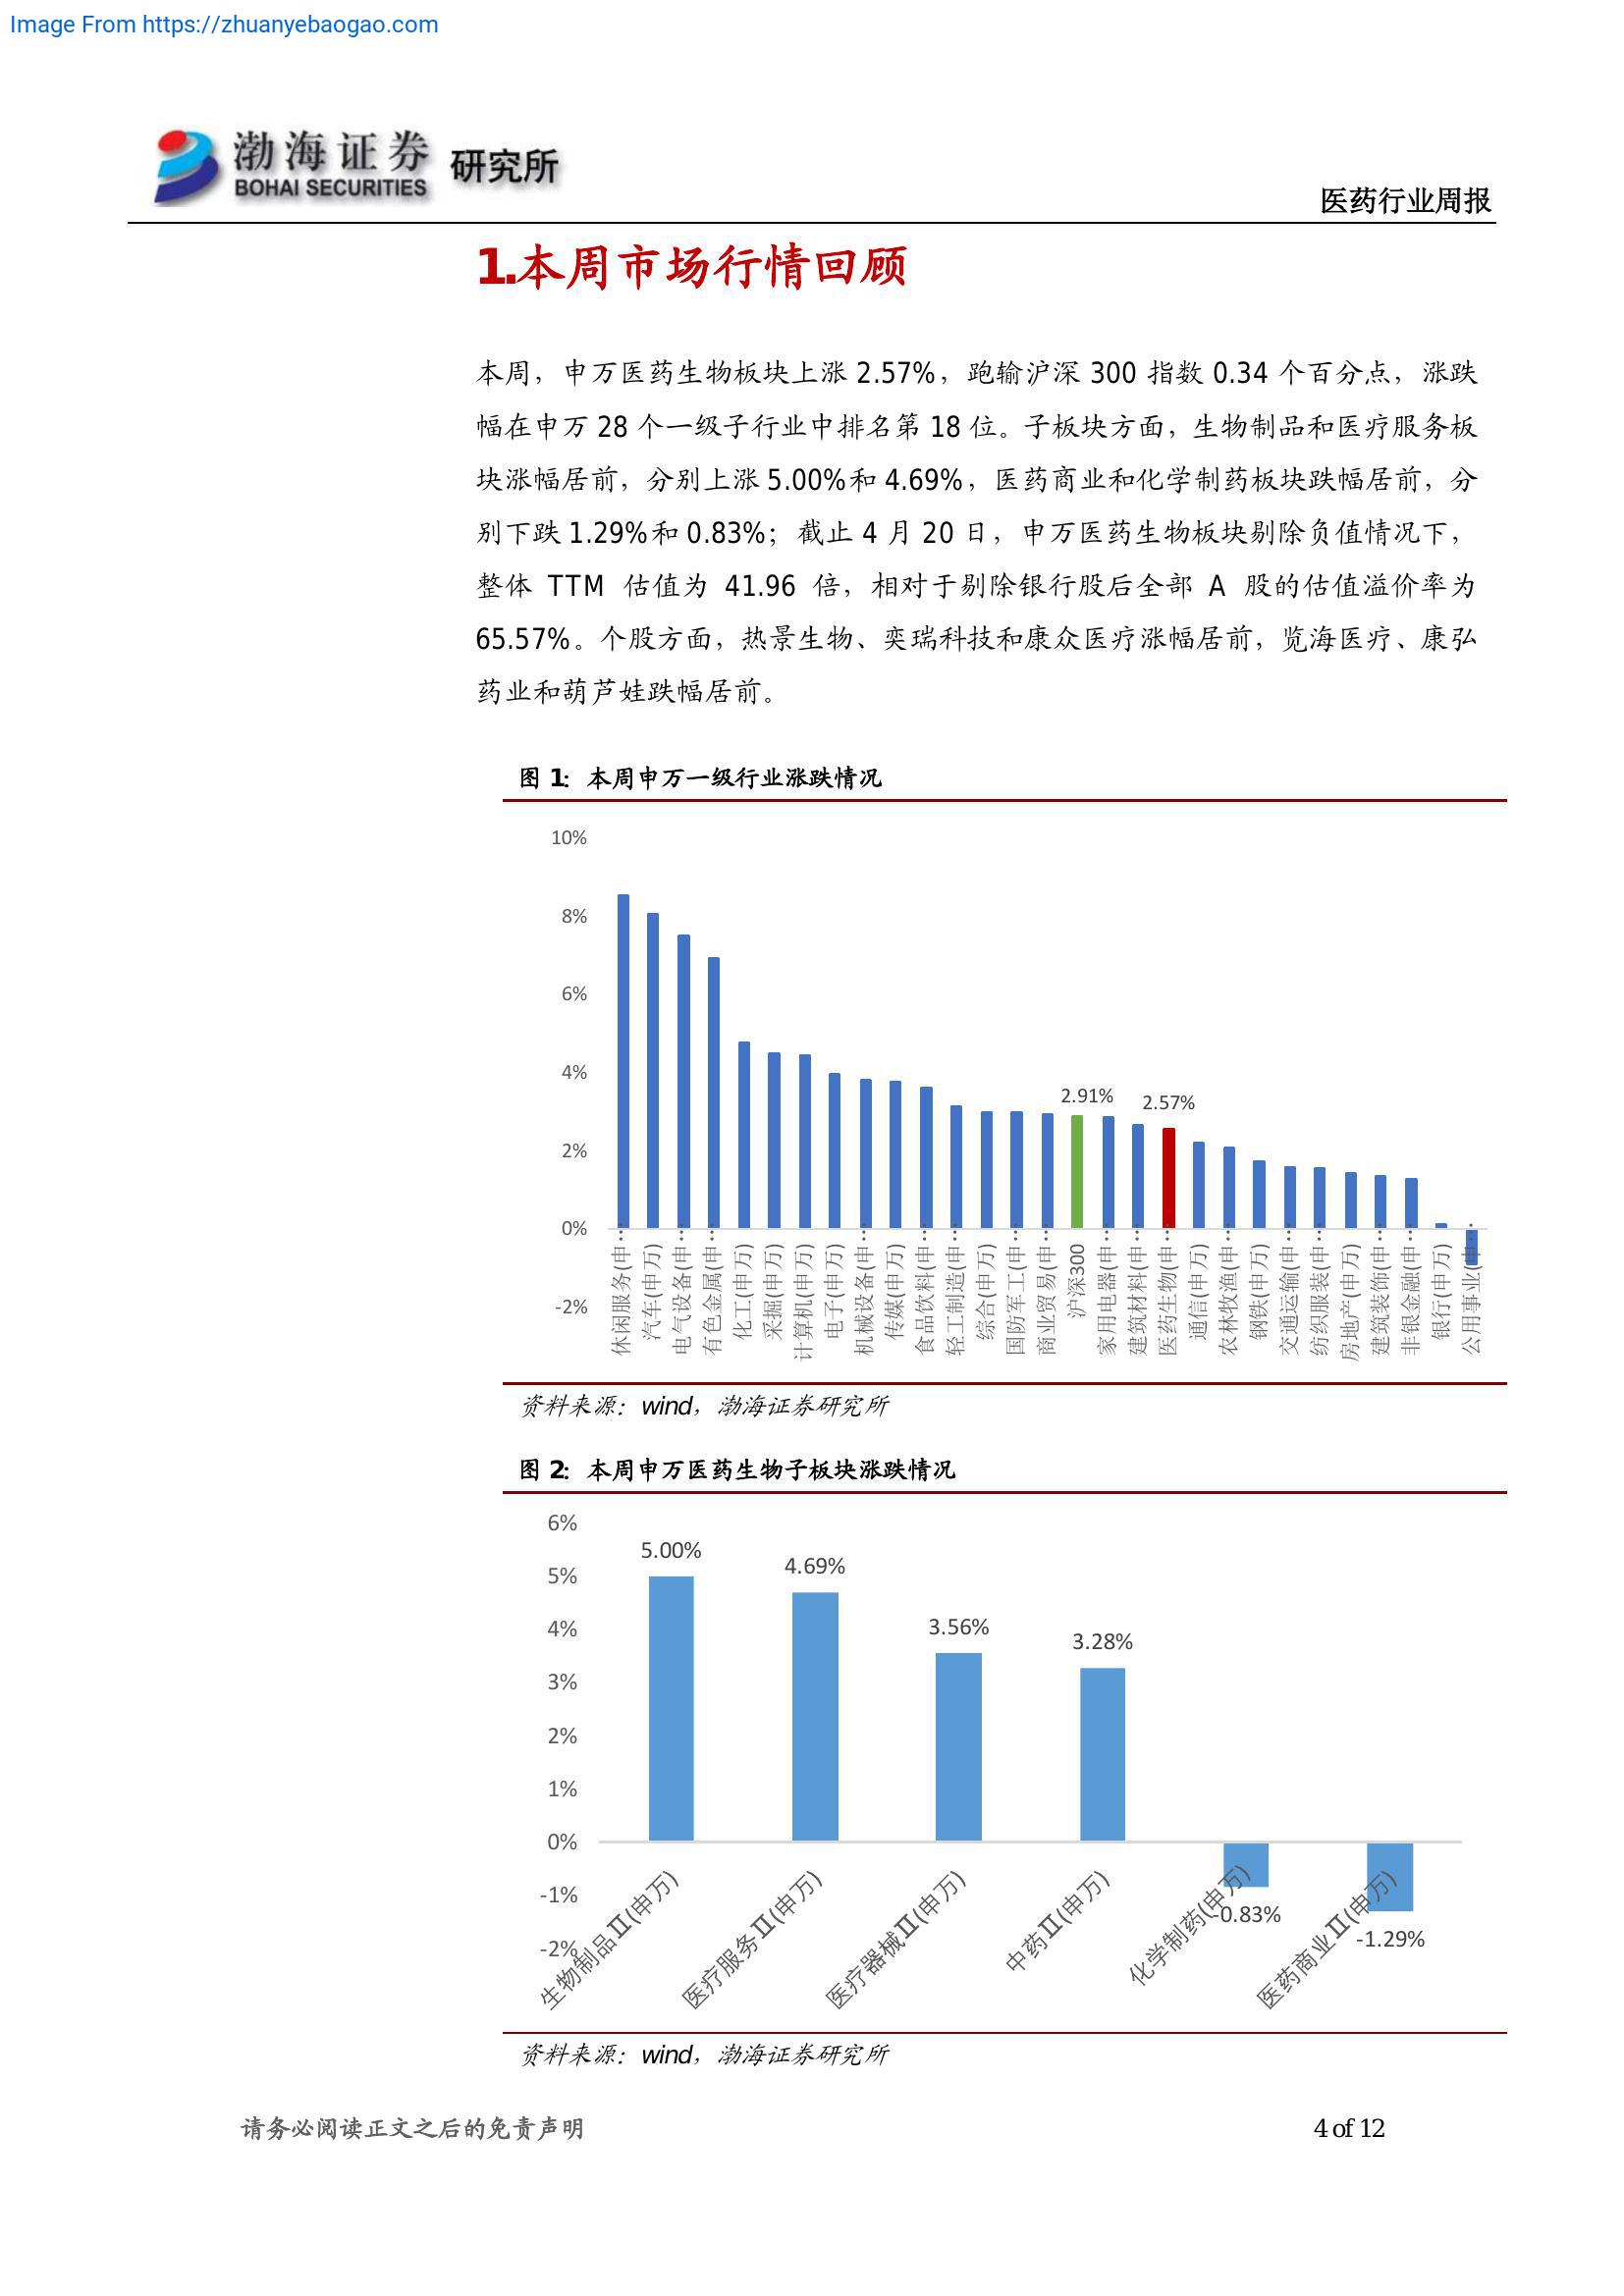 Image From https://zhuanyebaogao.com
渤海证券 研究所
BOHAI SECURITIES
医药行业周报
1.本周市场行情回顾
本周，申万医药生物板块上涨 2.57%，跑输沪深 300 指数 0.34 个百分点，涨跌
幅在申万 28 个一级子行业中排名第 18 位。子板块方面，生物制品和医疗服务板
块涨幅居前，分别上涨 5.00%和 4.69%，医药商业和化学制药板块跌幅居前，分
别下跌 1.29%和 0.83%；截止 4 月 20 日，申万医药生物板块剔除负值情况下，
整体 TTM 估值为 41.96 倍，相对于剔除银行股后全部 A 股的估值溢价率为
65.57%。个股方面，热景生物、奕瑞科技和康众医疗涨幅居前，览海医疗、康弘
药业和葫芦娃跌幅居前。
图 1：本周申万一级行业涨跌情况
10%
8%
6%
4%
2%
0%
-2%
2.91%
2.57%
休闲服务(申…
汽车(申万)
电气设备(申…
有色金属(申…
化工(申万)
采掘(申万)
计算机(申万)
电子(申万)
机械设备(申…
传媒(申万)
食品饮料(申…
轻工制造(申…
综合(申万)
国防军工(申…
商业贸易(申…
沪深300
家用电器(申…
建筑材料(申…
医药生物(申…
通信(申万)
农林牧渔(申…
钢铁(申万)
交通运输(申…
纺织服装(申…
房地产(申万)
建筑装饰(申…
非银金融(申…
银行(申万)
公用事业(申…
资料来源：wind，渤海证券研究所
图 2：本周申万医药生物子板块涨跌情况
6%
5%
4%
3%
2%
1%
0%
-1%
-2%
5.00%
4.69%
3.56%
3.28%
-0.83%
-1.29%
生物制品Ⅱ(申万)
医疗服务Ⅱ(申万)
医疗器械Ⅱ(申万)
中药Ⅱ(申万)
化学制药(申万)
医药商业Ⅱ(申万)
资料来源：wind，渤海证券研究所
请务必阅读正文之后的免责声明
4 of 12